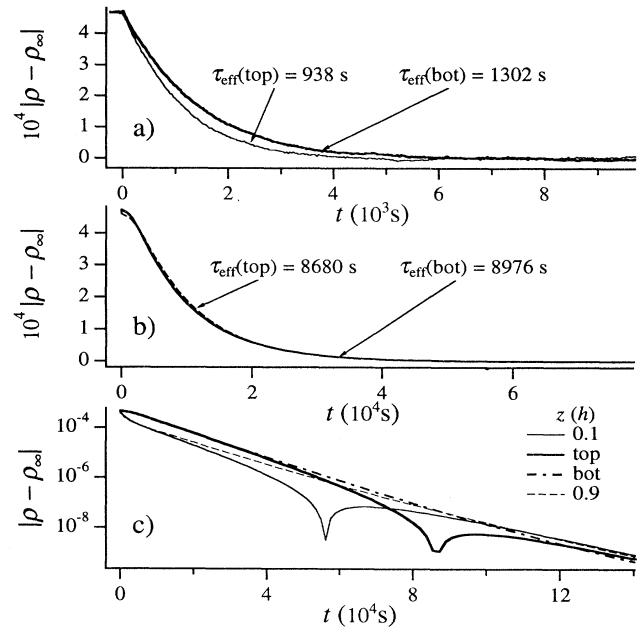 10⁴ |ρ − ρ∞|
4
3
2
1
0
a)
τeff(top) = 938 s
τeff(bot) = 1302 s
0
2
4
6
8
t (10³s)
10⁴ |ρ − ρ∞|
4
3
2
1
0
b)
τeff(top) = 8680 s
τeff(bot) = 8976 s
0
2
4
6
t (10⁴s)
|ρ − ρ∞|
10⁻⁴
10⁻⁶
10⁻⁸
c)
z (h)
0.1
top
bot
0.9
0
4
8
12
t (10⁴s)